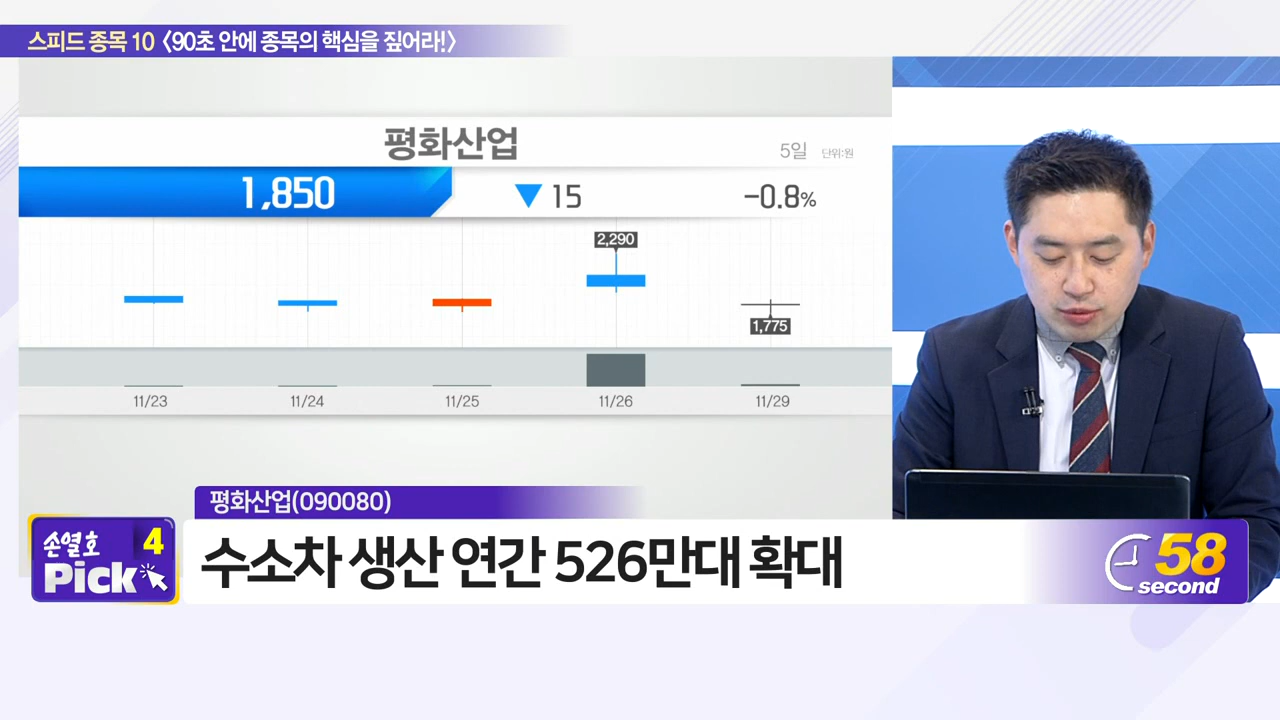 스피드 종목 10 〈90초 안에 종목의 핵심을 짚어라!〉
평화산업
5일 단위:원
1,850 ▼ 15 -0.8%
2,290
1,775
11/23 11/24 11/25 11/26 11/29
평화산업(090080)
손열호 4
Pick
수소차 생산 연간 526만대 확대
58
second